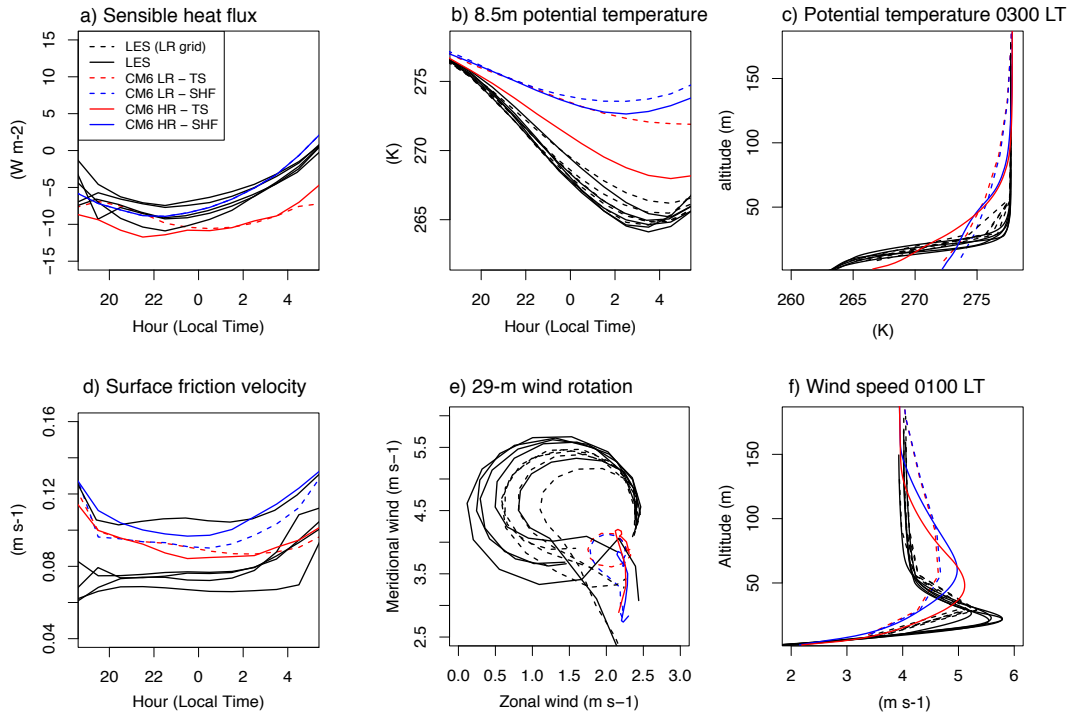 a) Sensible heat flux
(W m-2)
15
10
5
0
-5
-10
-15
LES (LR grid)
LES
CM6 LR − TS
CM6 LR − SHF
CM6 HR − TS
CM6 HR − SHF
20 22 0 2 4
Hour (Local Time)
b) 8.5m potential temperature
(K)
275
270
265
20 22 0 2 4
Hour (Local Time)
c) Potential temperature 0300 LT
altitude (m)
150
100
50
260 265 270 275
(K)
d) Surface friction velocity
(m s-1)
0.16
0.12
0.08
0.04
20 22 0 2 4
Hour (Local Time)
e) 29-m wind rotation
Meridional wind (m s−1)
5.5
4.5
3.5
2.5
0.0 0.5 1.0 1.5 2.0 2.5 3.0
Zonal wind (m s−1)
f) Wind speed 0100 LT
Altitude (m)
150
100
50
2 3 4 5 6
(m s-1)